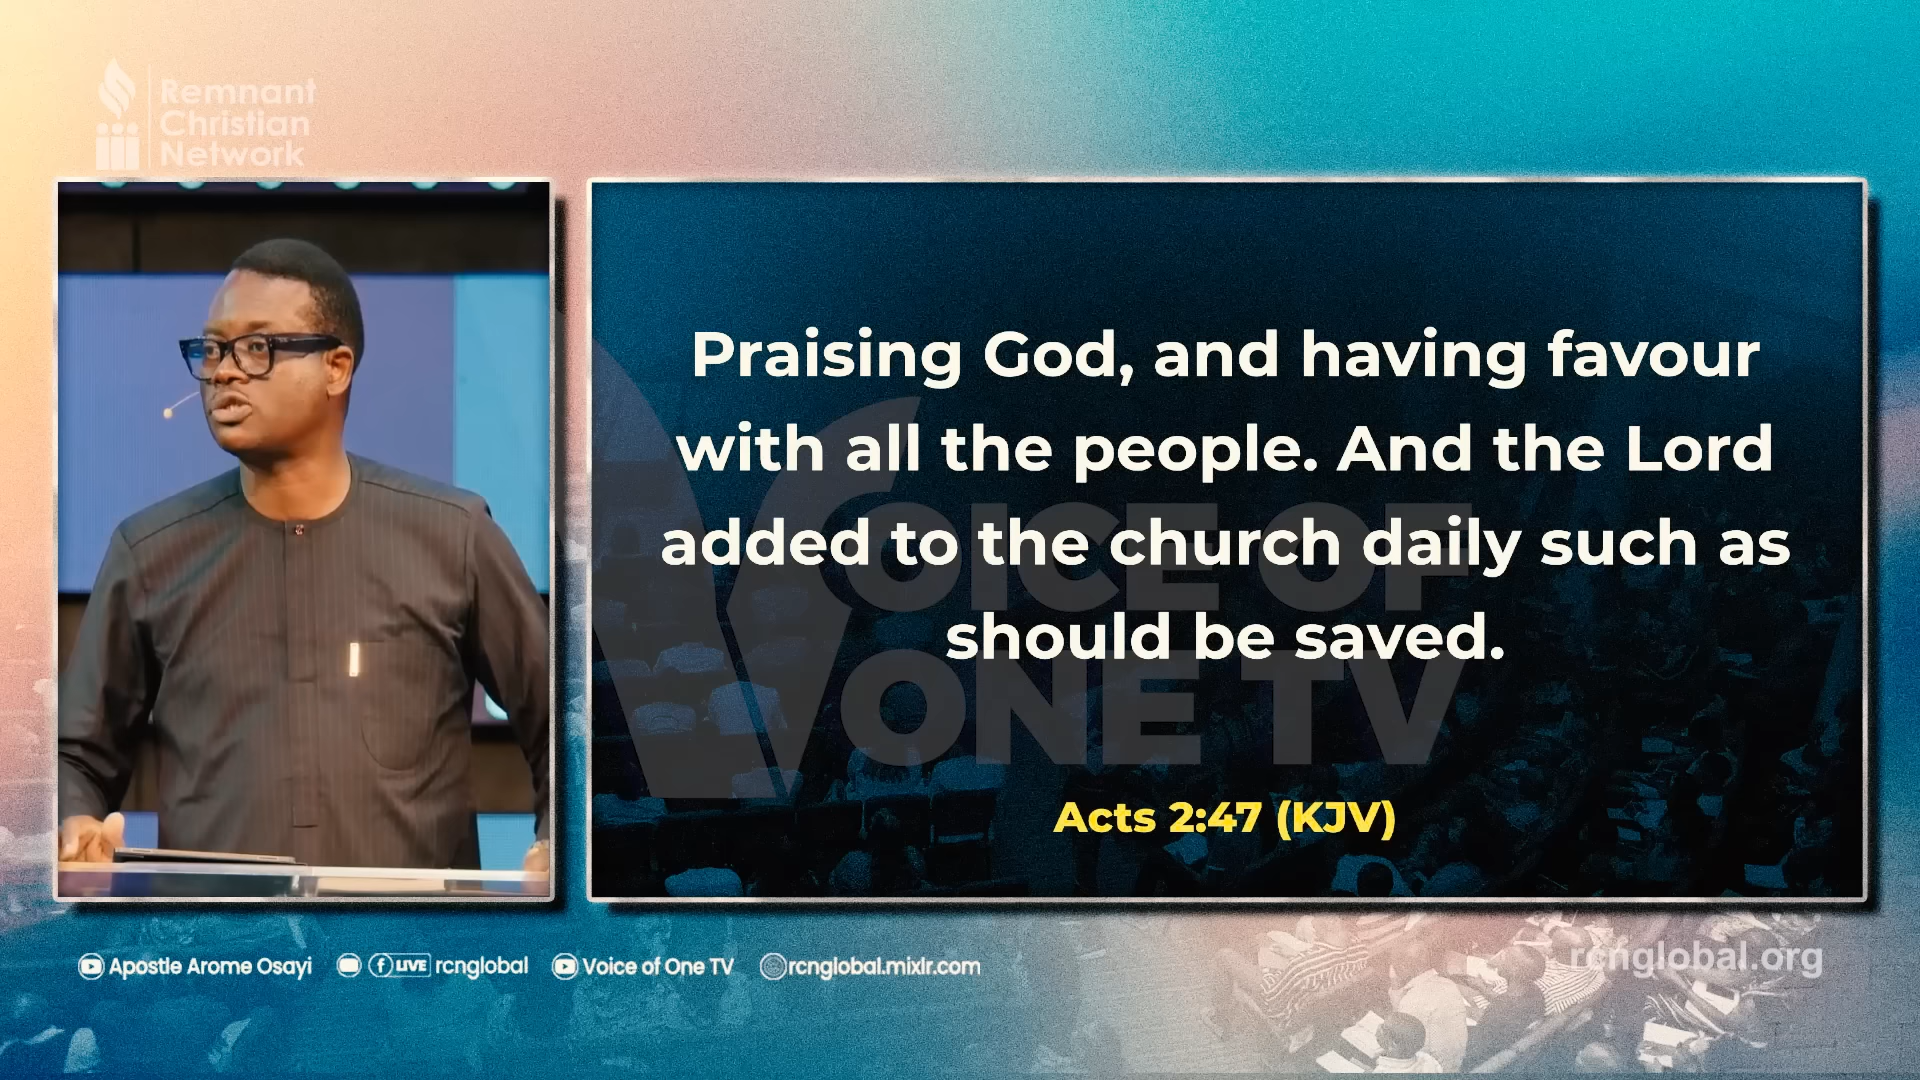 Remnant
Christian
Network
Praising God, and having favour
with all the people. And the Lord
added to the church daily such as
should be saved.
VOICE OF
ONE TV
Acts 2:47 (KJV)
Apostle Arome Osayi
LIVE rcnglobal
Voice of One TV
rcnglobal.mixlr.com
rcnglobal.org